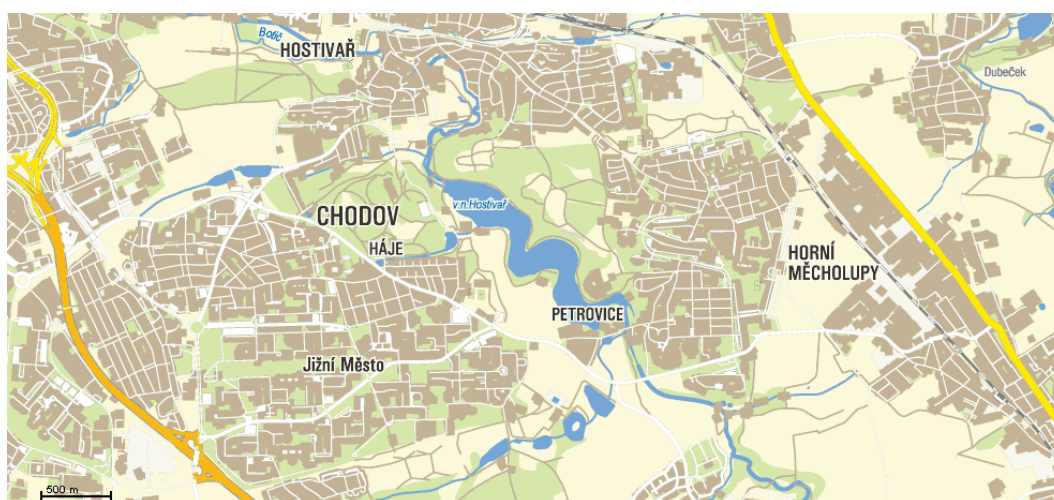 Botič
HOSTIVAŘ
Dubeček
v.n.Hostivař
CHODOV
HÁJE
HORNÍ
MĚCHOLUPY
PETROVICE
Jižní Město
500 m